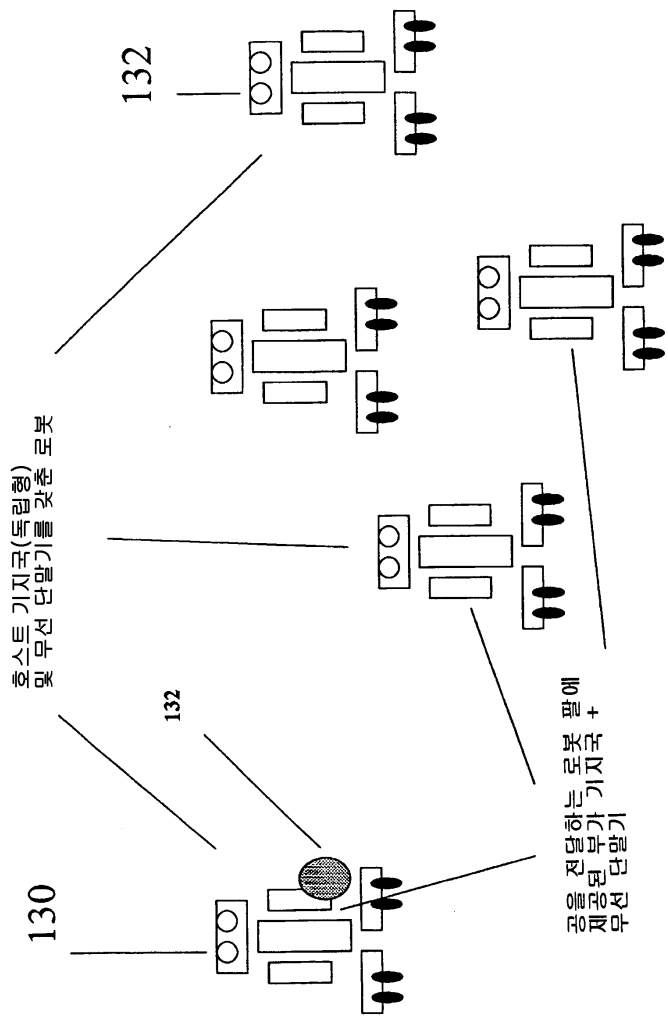 호스트 기지국(독립형)
및 무선 단말기를 갖춘 로봇
130
132
132
공을 전달하는 로봇 팔에
제공된 부가 기지국 +
무선 단말기